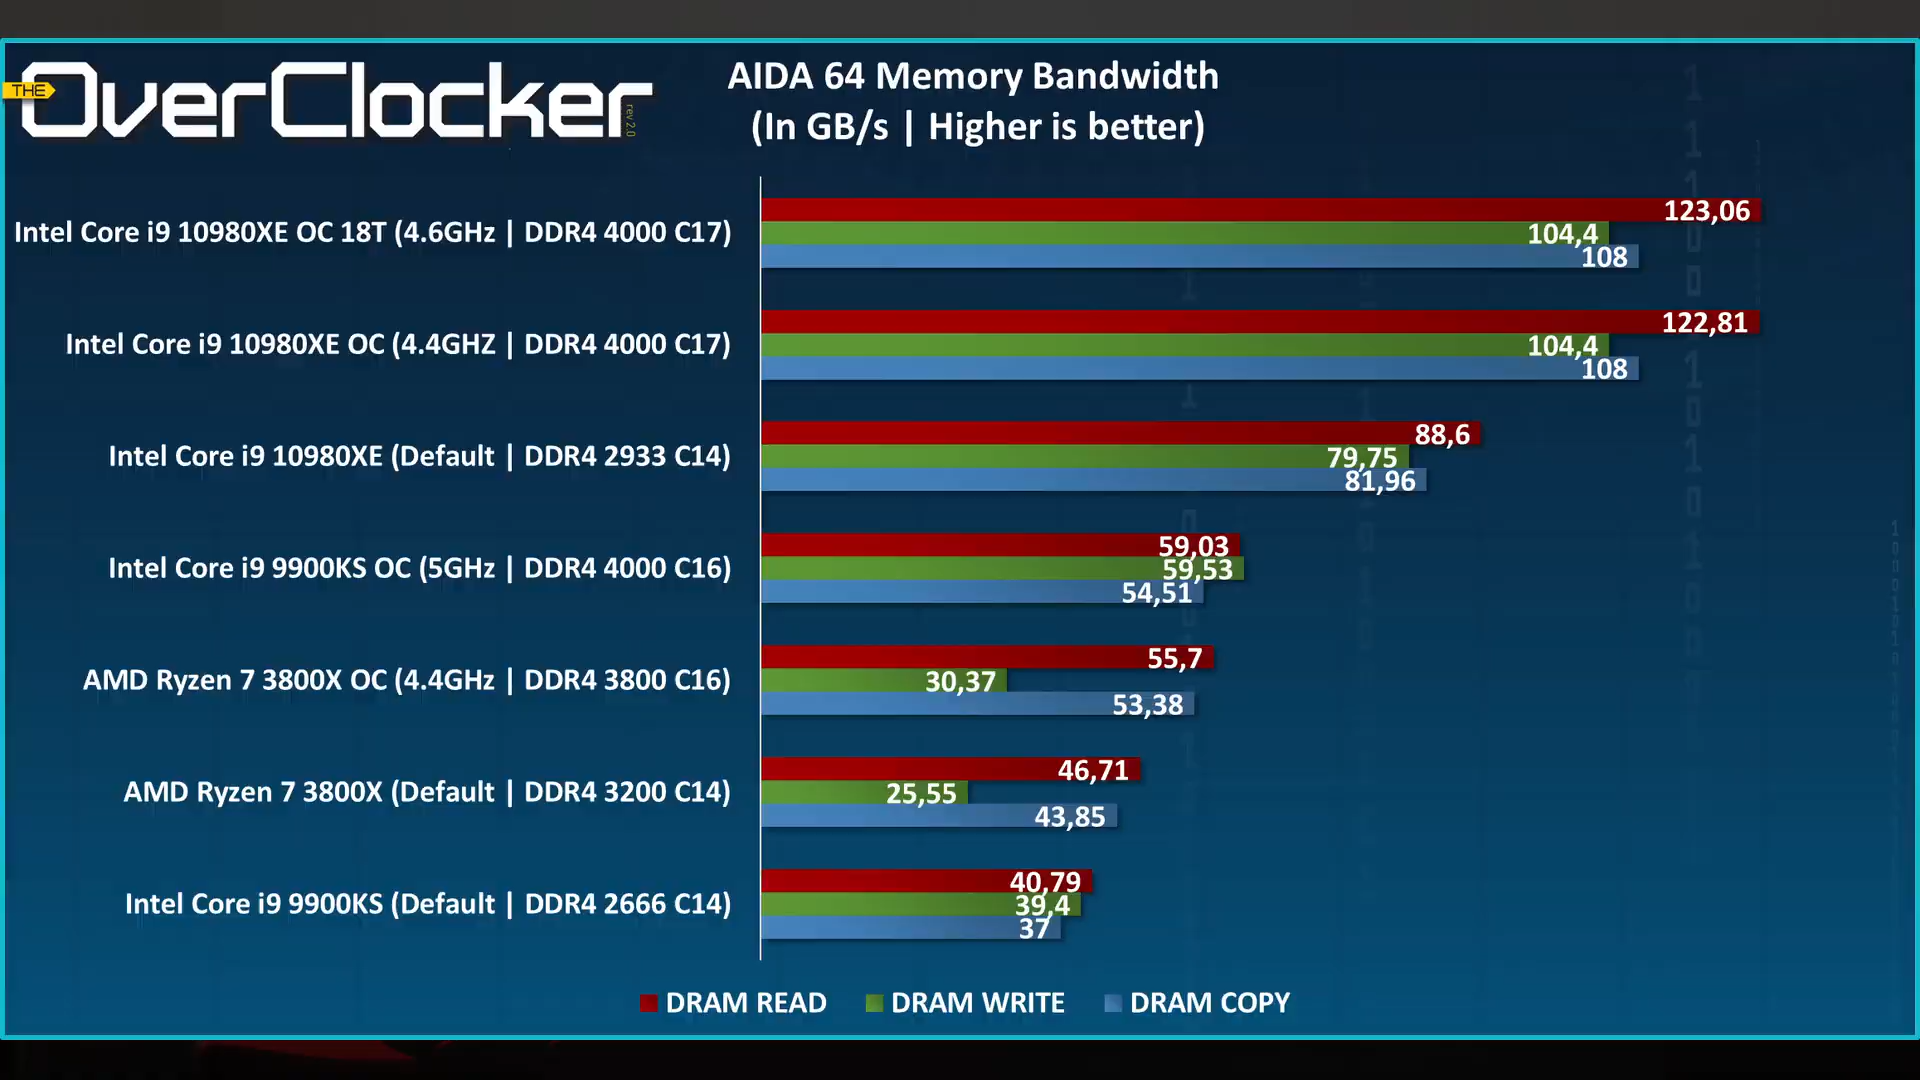 THE OverClocker rev 2.0
AIDA 64 Memory Bandwidth
(In GB/s | Higher is better)
Intel Core i9 10980XE OC 18T (4.6GHz | DDR4 4000 C17)
123,06
104,4
108
Intel Core i9 10980XE OC (4.4GHZ | DDR4 4000 C17)
122,81
104,4
108
Intel Core i9 10980XE (Default | DDR4 2933 C14)
88,6
79,75
81,96
Intel Core i9 9900KS OC (5GHz | DDR4 4000 C16)
59,03
59,53
54,51
AMD Ryzen 7 3800X OC (4.4GHz | DDR4 3800 C16)
55,7
30,37
53,38
AMD Ryzen 7 3800X (Default | DDR4 3200 C14)
46,71
25,55
43,85
Intel Core i9 9900KS (Default | DDR4 2666 C14)
40,79
39,4
37
DRAM READ DRAM WRITE DRAM COPY